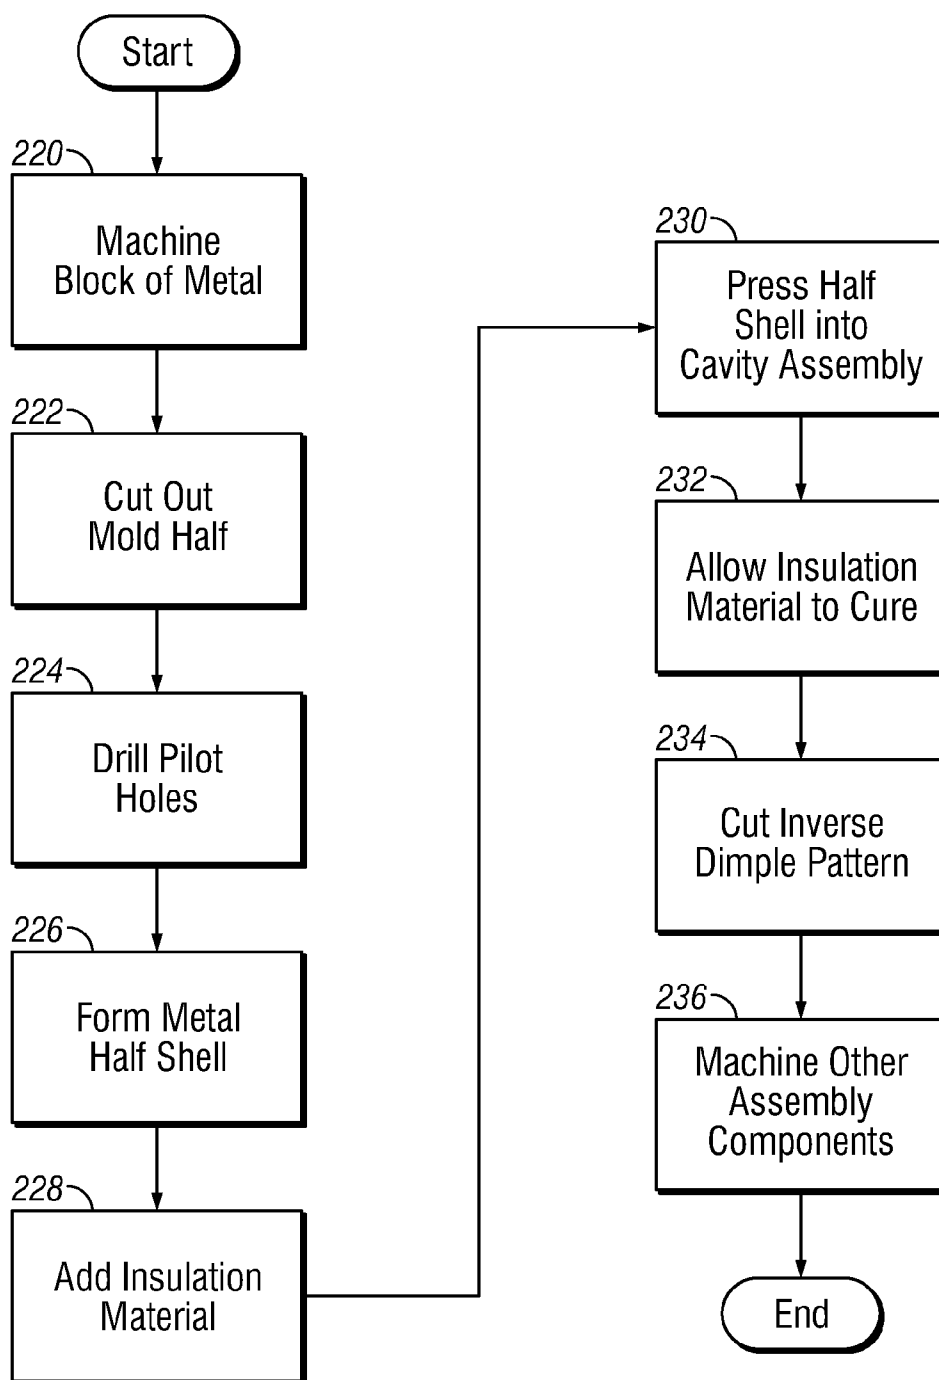 Start
220
Machine
Block of Metal
222
Cut Out
Mold Half
224
Drill Pilot
Holes
226
Form Metal
Half Shell
228
Add Insulation
Material
230
Press Half
Shell into
Cavity Assembly
232
Allow Insulation
Material to Cure
234
Cut Inverse
Dimple Pattern
236
Machine Other
Assembly
Components
End